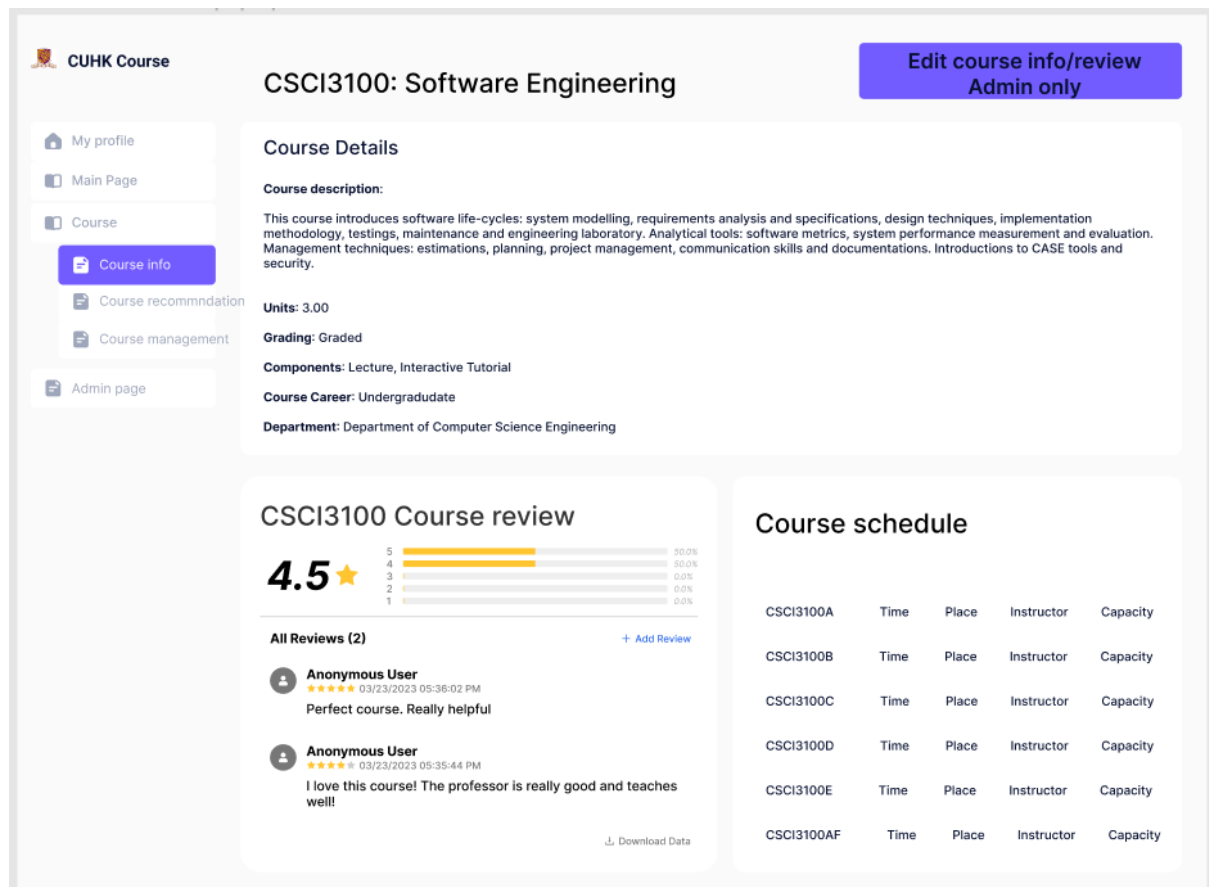 CUHK Course
CSCI3100: Software Engineering
Edit course info/review
Admin only
My profile
Main Page
Course
Course info
Course recommndation
Course management
Admin page
Course Details
Course description:
This course introduces software life-cycles: system modelling, requirements analysis and specifications, design techniques, implementation
methodology, testings, maintenance and engineering laboratory. Analytical tools: software metrics, system performance measurement and evaluation.
Management techniques: estimations, planning, project management, communication skills and documentations. Introductions to CASE tools and
security.
Units: 3.00
Grading: Graded
Components: Lecture, Interactive Tutorial
Course Career: Undergradudate
Department: Department of Computer Science Engineering
CSCI3100 Course review
4.5
5 50.0%
4 50.0%
3 0.0%
2 0.0%
1 0.0%
All Reviews (2)
+ Add Review
Anonymous User
03/23/2023 05:36:02 PM
Perfect course. Really helpful
Anonymous User
03/23/2023 05:35:44 PM
I love this course! The professor is really good and teaches
well!
Download Data
Course schedule
CSCI3100A Time Place Instructor Capacity
CSCI3100B Time Place Instructor Capacity
CSCI3100C Time Place Instructor Capacity
CSCI3100D Time Place Instructor Capacity
CSCI3100E Time Place Instructor Capacity
CSCI3100AF Time Place Instructor Capacity